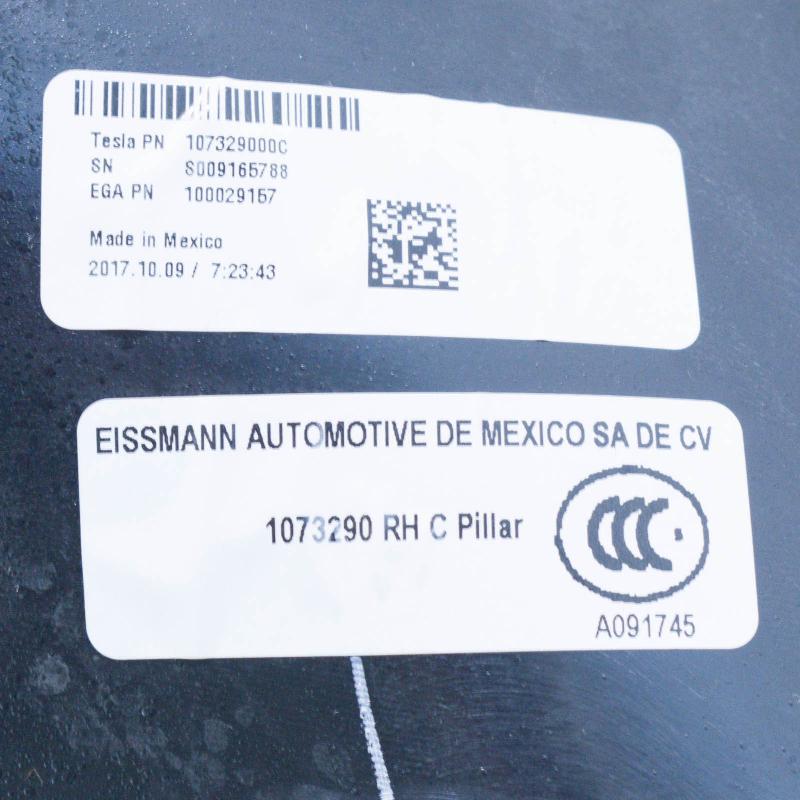 Tesla PN 107329000C
SN S009165788
EGA PN 100029157
Made in Mexico
2017.10.09 / 7:23:43
EISSMANN AUTOMOTIVE DE MEXICO SA DE CV
1073290 RH C Pillar
CCC
A091745